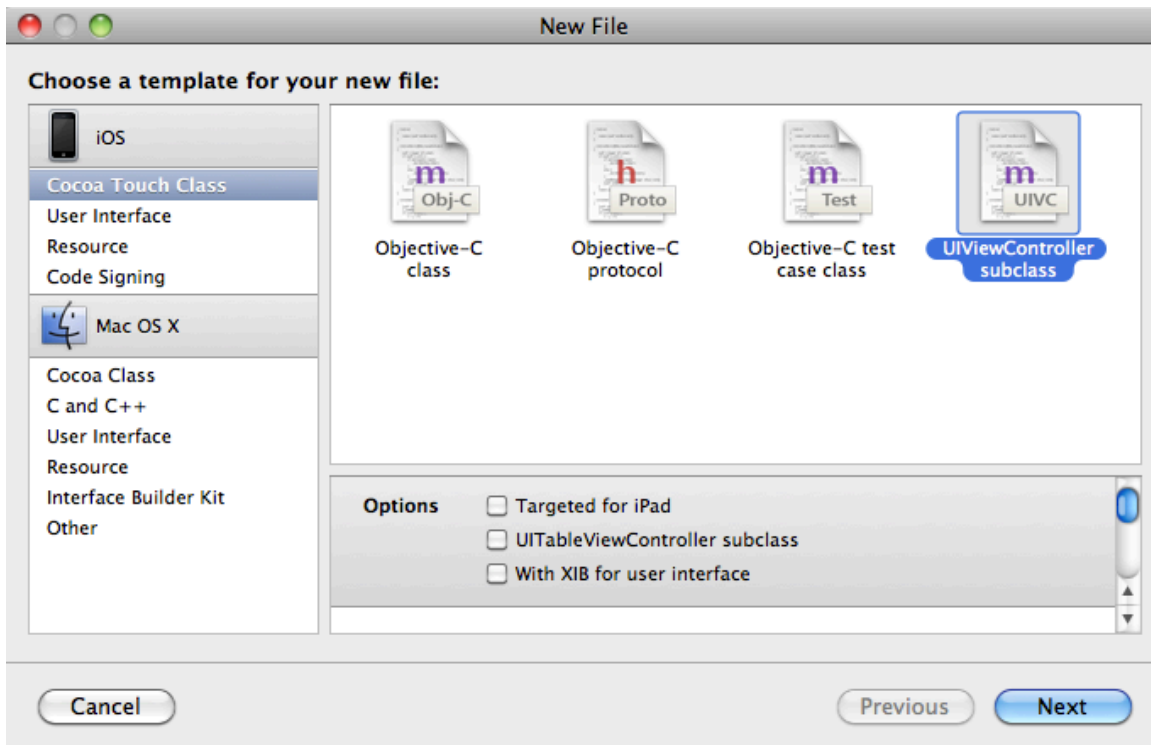 New File
Choose a template for your new file:
iOS
Cocoa Touch Class
User Interface
Resource
Code Signing
Mac OS X
Cocoa Class
C and C++
User Interface
Resource
Interface Builder Kit
Other
m
Obj-C
Objective-C
class
h
Proto
Objective-C
protocol
m
Test
Objective-C test
case class
m
UIVC
UIViewController
subclass
Options
Targeted for iPad
UITableViewController subclass
With XIB for user interface
Cancel
Previous
Next